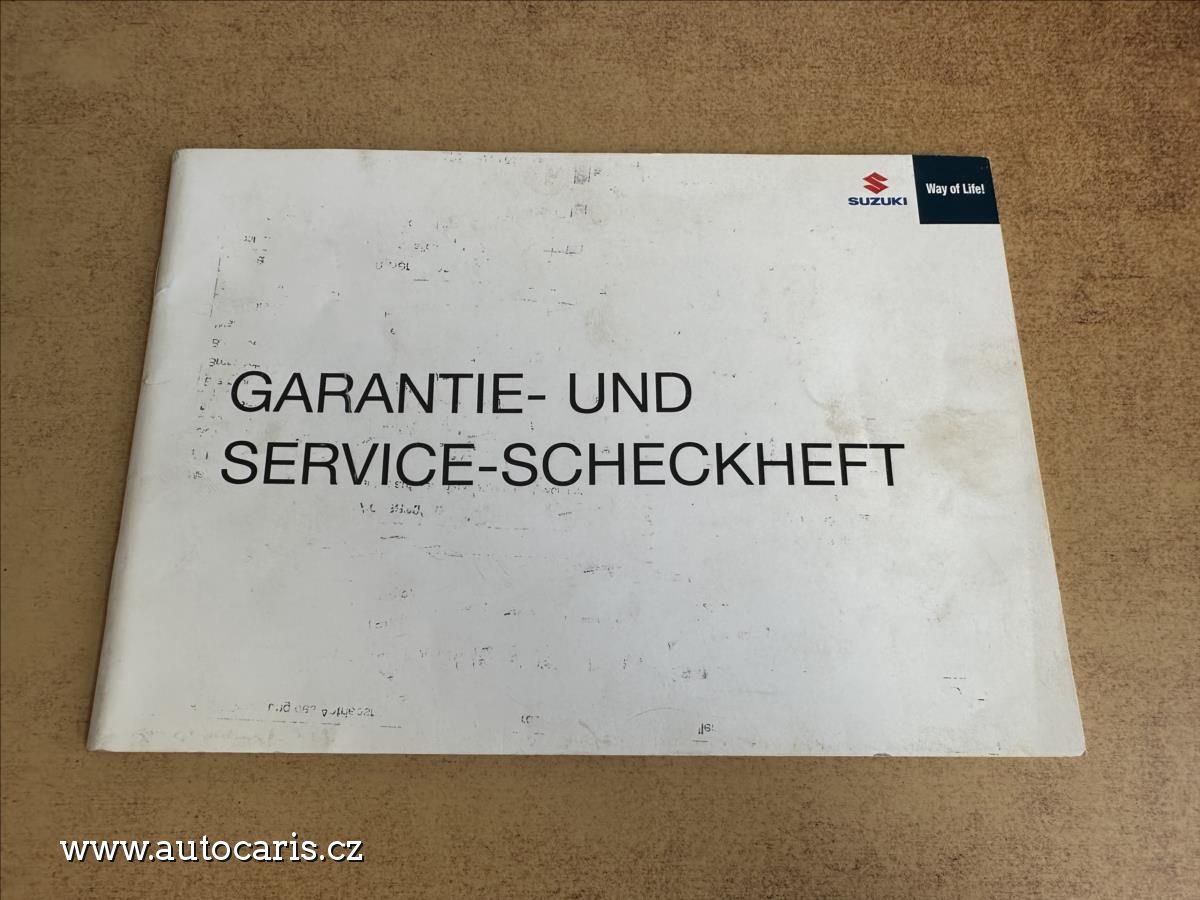 SUZUKI
Way of Life!
GARANTIE- UND
SERVICE-SCHECKHEFT
www.autocaris.cz